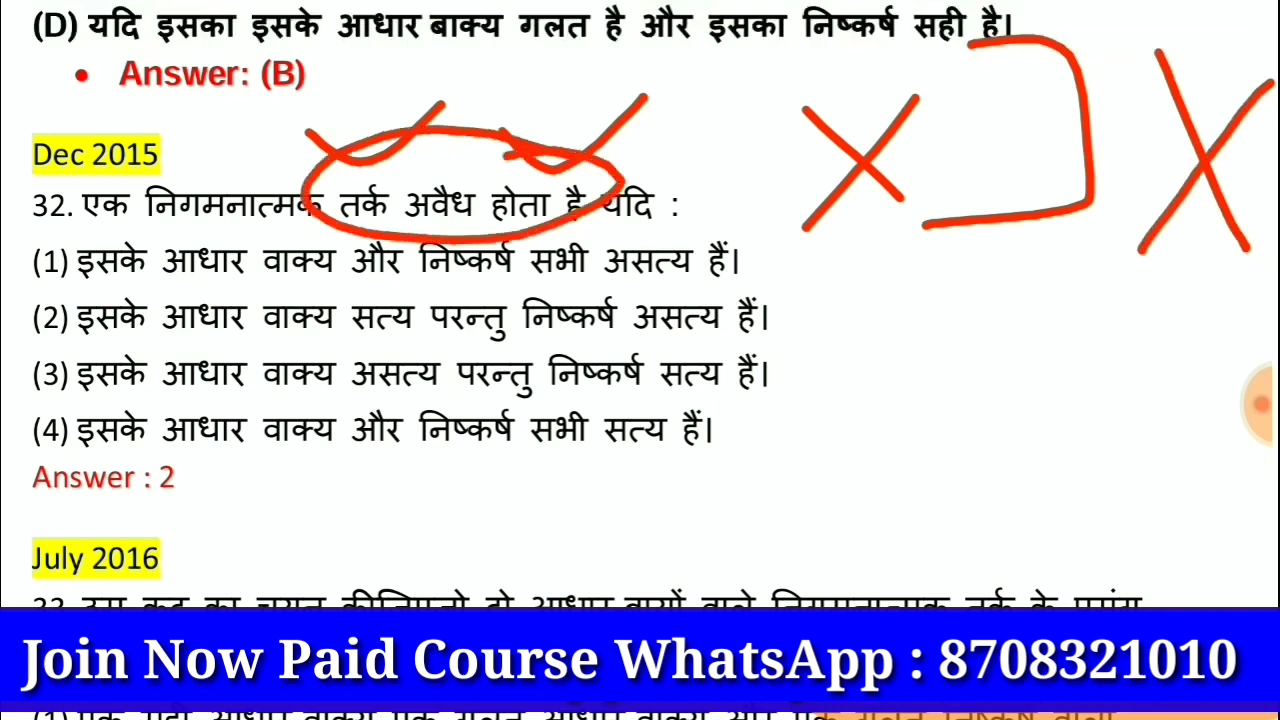 (D) यदि इसका इसके आधार बाक्य गलत है और इसका निष्कर्ष सही है।
• Answer: (B)
Dec 2015
32. एक निगमनात्मक तर्क अवैध होता है यदि :
(1) इसके आधार वाक्य और निष्कर्ष सभी असत्य हैं।
(2) इसके आधार वाक्य सत्य परन्तु निष्कर्ष असत्य हैं।
(3) इसके आधार वाक्य असत्य परन्तु निष्कर्ष सत्य हैं।
(4) इसके आधार वाक्य और निष्कर्ष सभी सत्य हैं।
Answer : 2
July 2016
Join Now Paid Course WhatsApp : 8708321010